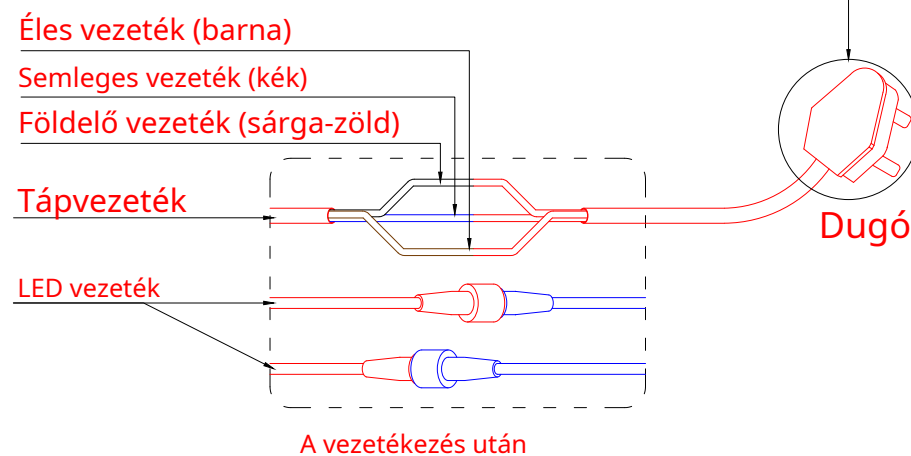 Éles vezeték (barna)
Semleges vezeték (kék)
Földelő vezeték (sárga-zöld)
Tápvezeték
Dugó
LED vezeték
A vezetékezés után